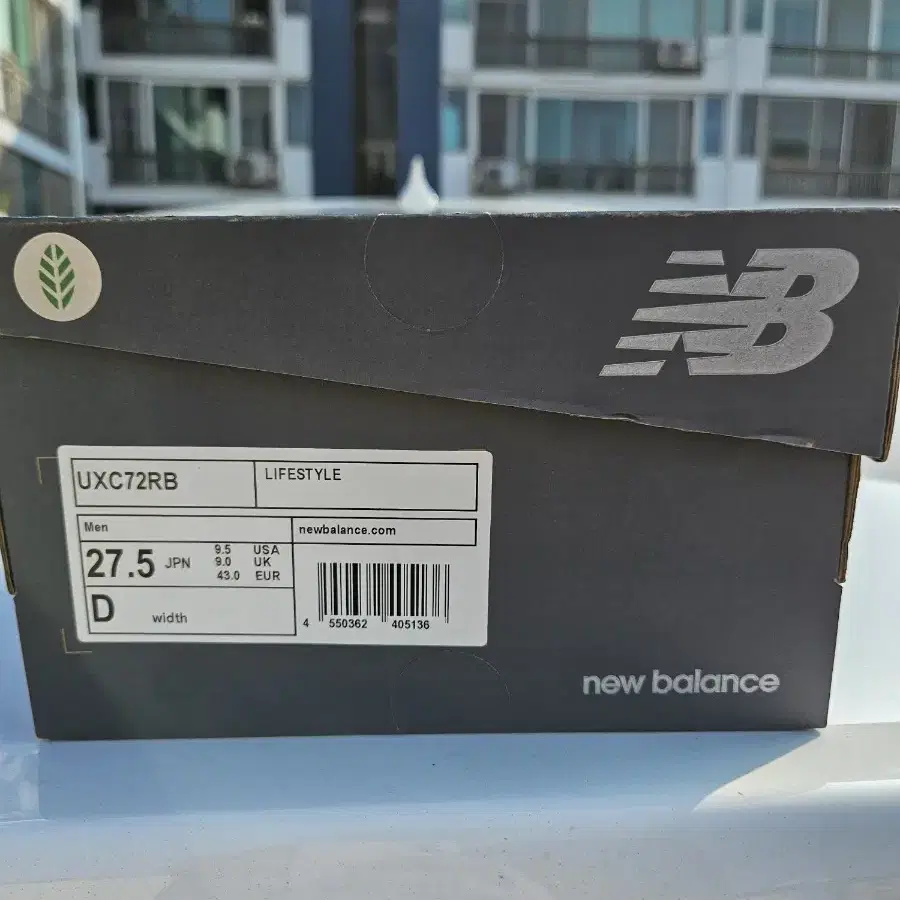 NB
UXC72RB
LIFESTYLE
Men
newbalance.com
27.5 JPN
9.5 USA
9.0 UK
43.0 EUR
D width
4 550362 405136
new balance